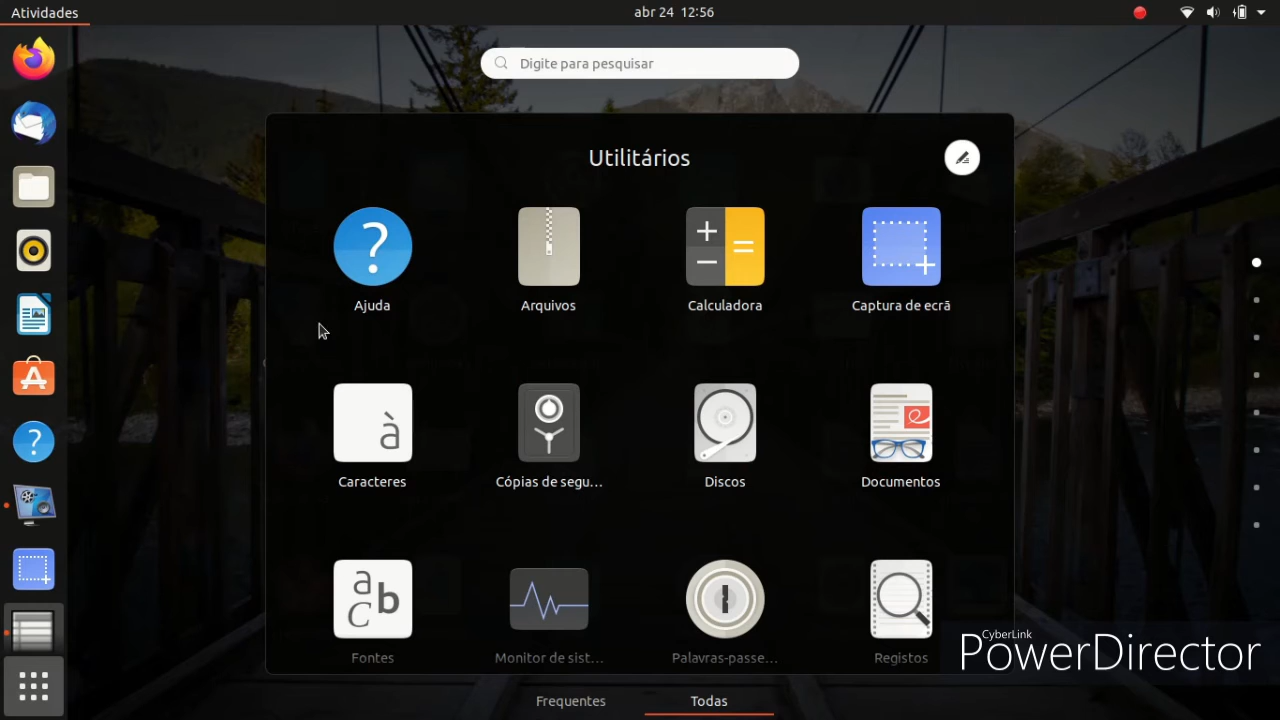 Atividades
abr 24 12:56
Digite para pesquisar
Utilitários
Ajuda
Arquivos
Calculadora
Captura de ecrã
Caracteres
Cópias de segu...
Discos
Documentos
Fontes
Monitor de sist...
Palavras-passe...
Registos
CyberLink
PowerDirector
Frequentes
Todas